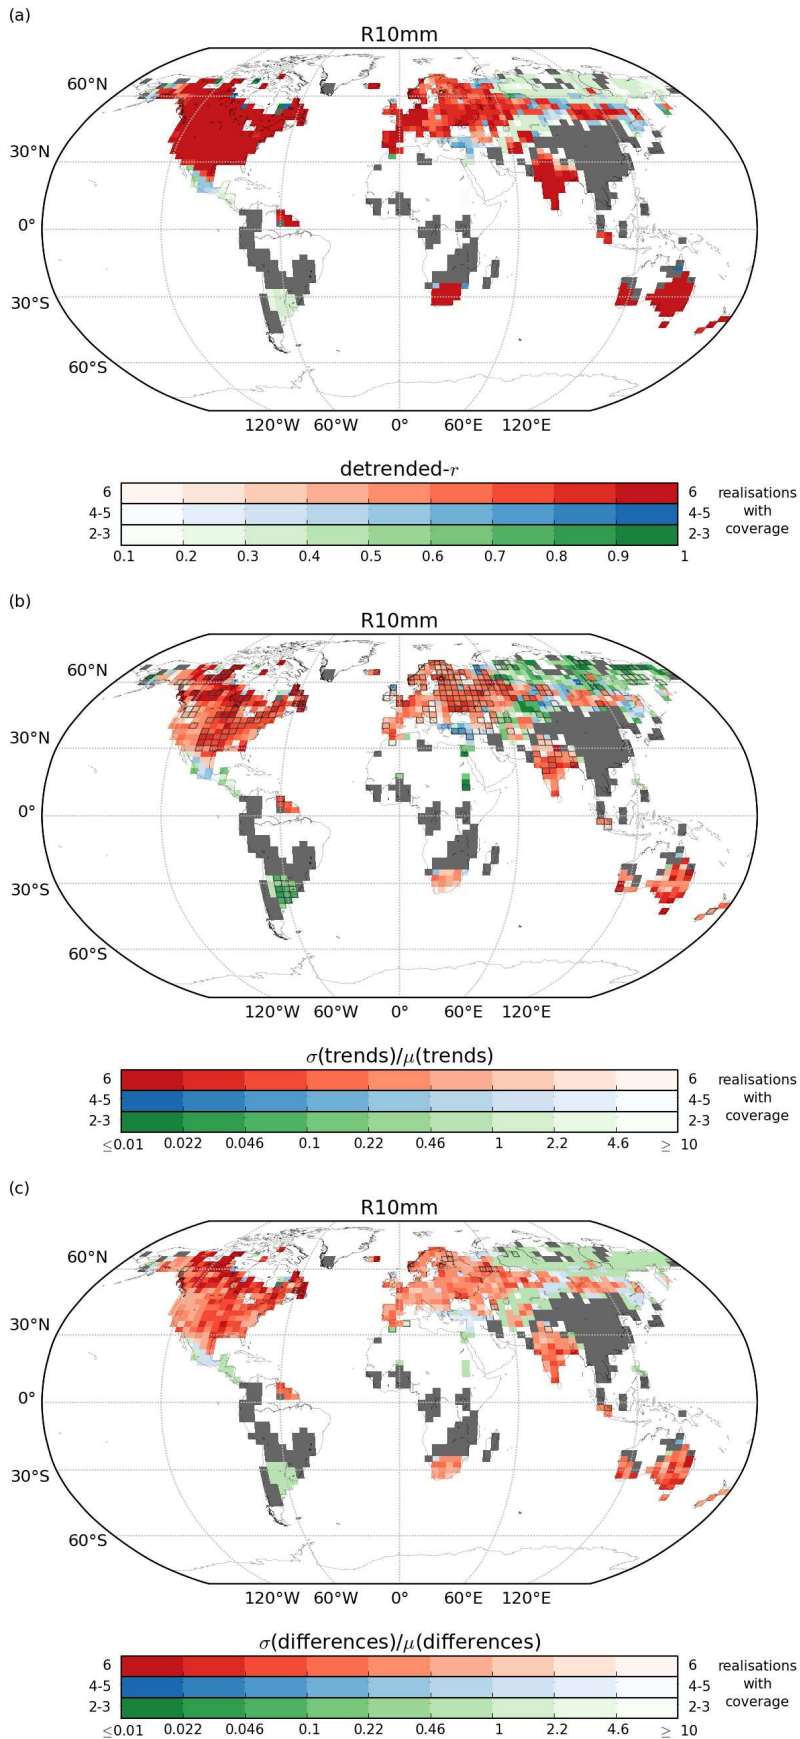 (a)
R10mm
60°N
30°N
0°
30°S
60°S
120°W 60°W 0° 60°E 120°E
detrended-r
6 6 realisations
4-5 4-5 with
2-3 2-3 coverage
0.1 0.2 0.3 0.4 0.5 0.6 0.7 0.8 0.9 1
(b)
R10mm
60°N
30°N
0°
30°S
60°S
120°W 60°W 0° 60°E 120°E
σ(trends)/μ(trends)
6 6 realisations
4-5 4-5 with
2-3 2-3 coverage
≤0.01 0.022 0.046 0.1 0.22 0.46 1 2.2 4.6 ≥ 10
(c)
R10mm
60°N
30°N
0°
30°S
60°S
120°W 60°W 0° 60°E 120°E
σ(differences)/μ(differences)
6 6 realisations
4-5 4-5 with
2-3 2-3 coverage
≤0.01 0.022 0.046 0.1 0.22 0.46 1 2.2 4.6 ≥ 10